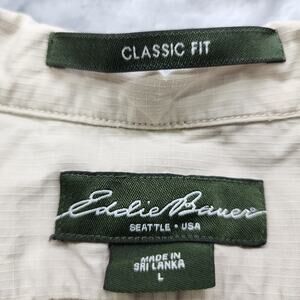 CLASSIC FIT
Eddie Bauer
SEATTLE • USA
MADE IN
SRI LANKA
L